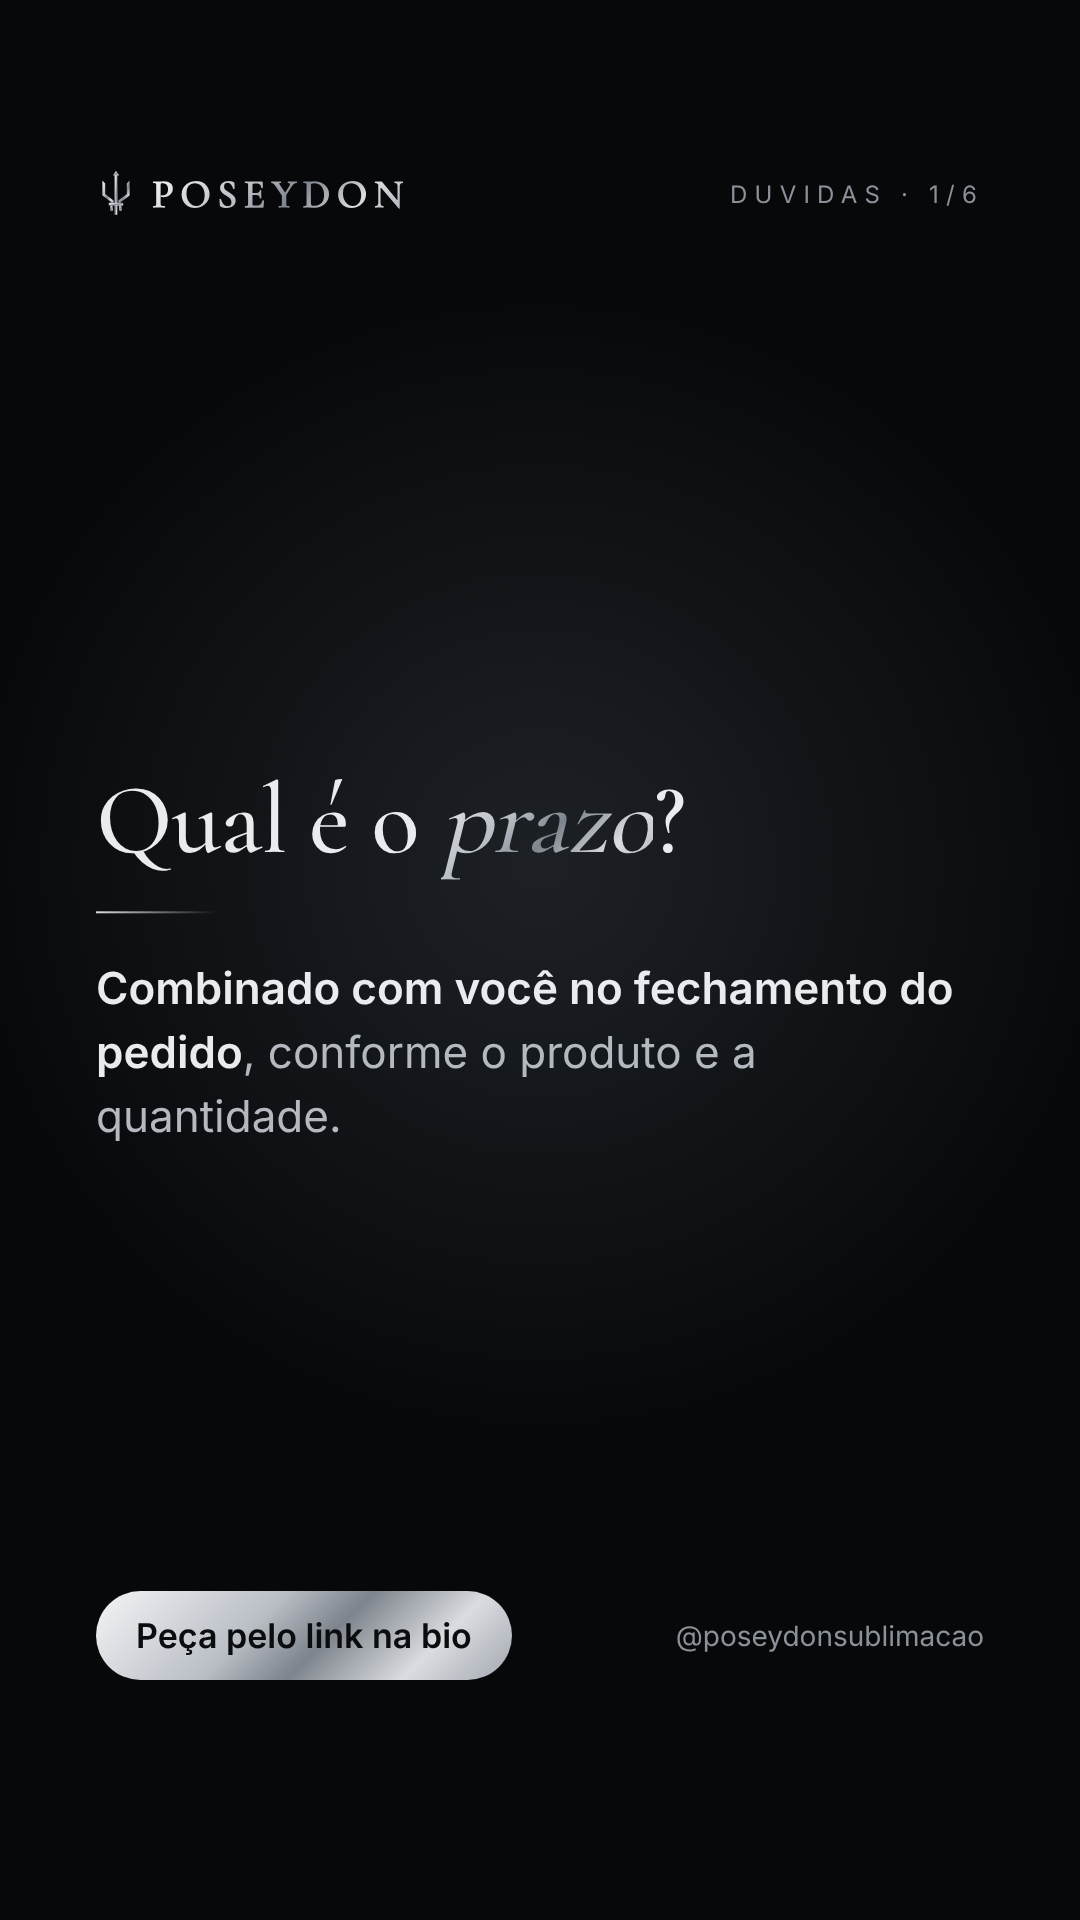 POSEYDON
DUVIDAS · 1/6
Qual é o prazo?
Combinado com você no fechamento do
pedido, conforme o produto e a
quantidade.
Peça pelo link na bio
@poseydonsublimacao